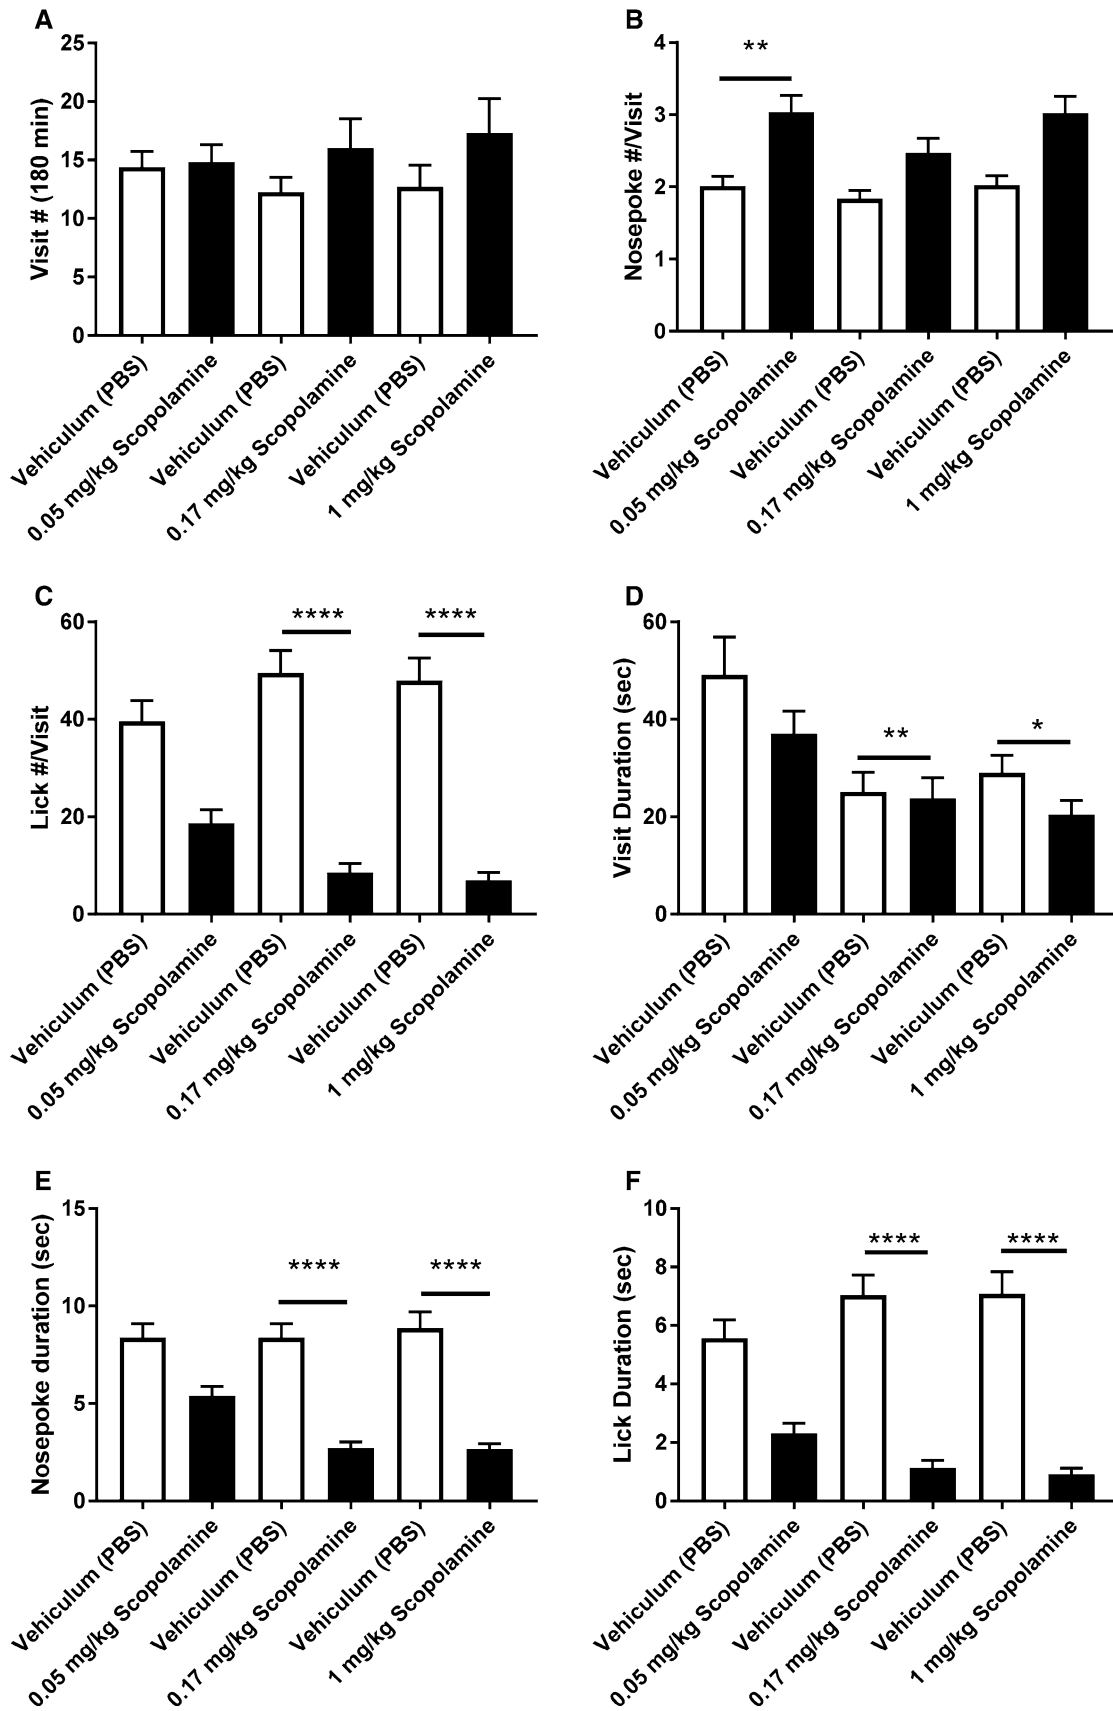 A
Visit # (180 min)
25
20
15
10
5
0
Vehiculum (PBS)
0.05 mg/kg Scopolamine
Vehiculum (PBS)
0.17 mg/kg Scopolamine
Vehiculum (PBS)
1 mg/kg Scopolamine
B
Nosepoke #/Visit
4
3
2
1
0
**
Vehiculum (PBS)
0.05 mg/kg Scopolamine
Vehiculum (PBS)
0.17 mg/kg Scopolamine
Vehiculum (PBS)
1 mg/kg Scopolamine
C
Lick #/Visit
60
40
20
0
****
****
Vehiculum (PBS)
0.05 mg/kg Scopolamine
Vehiculum (PBS)
0.17 mg/kg Scopolamine
Vehiculum (PBS)
1 mg/kg Scopolamine
D
Visit Duration (sec)
60
40
20
0
**
*
Vehiculum (PBS)
0.05 mg/kg Scopolamine
Vehiculum (PBS)
0.17 mg/kg Scopolamine
Vehiculum (PBS)
1 mg/kg Scopolamine
E
Nosepoke duration (sec)
15
10
5
0
****
****
Vehiculum (PBS)
0.05 mg/kg Scopolamine
Vehiculum (PBS)
0.17 mg/kg Scopolamine
Vehiculum (PBS)
1 mg/kg Scopolamine
F
Lick Duration (sec)
10
8
6
4
2
0
****
****
Vehiculum (PBS)
0.05 mg/kg Scopolamine
Vehiculum (PBS)
0.17 mg/kg Scopolamine
Vehiculum (PBS)
1 mg/kg Scopolamine